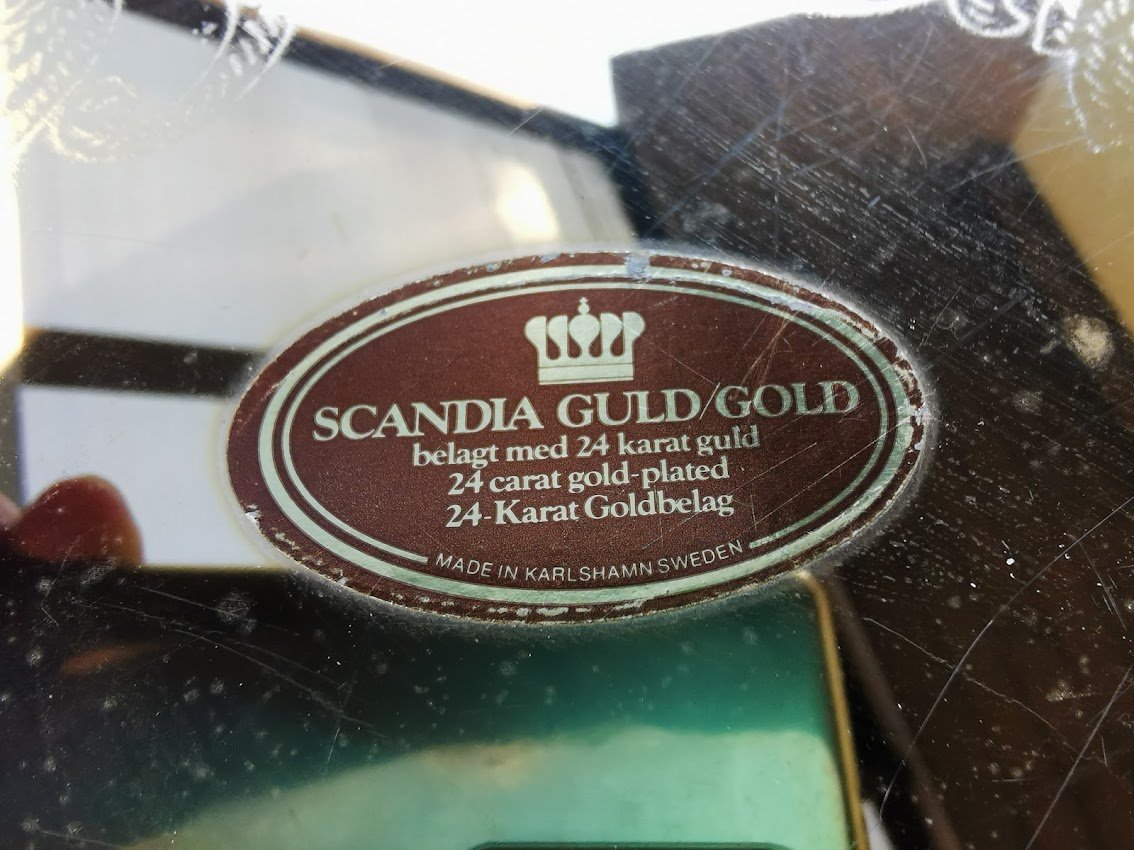 SCANDIA GULD/GOLD
belagt med 24 karat guld
24 carat gold-plated
24-Karat Goldbelag
MADE IN KARLSHAMN SWEDEN